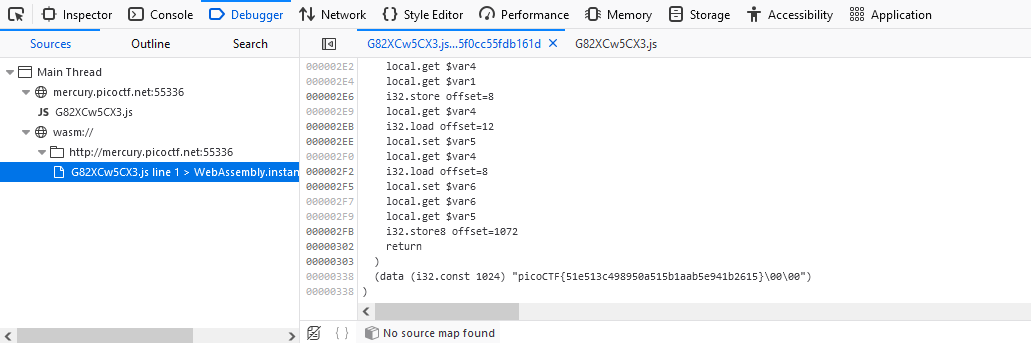 Inspector Console Debugger Network Style Editor Performance Memory Storage Accessibility Application
Sources Outline Search G82XCw5CX3.js...5f0cc55fdb161d G82XCw5CX3.js
Main Thread
mercury.picoctf.net:55336
JS G82XCw5CX3.js
wasm://
http://mercury.picoctf.net:55336
G82XCw5CX3.js line 1 > WebAssembly.instan
000002E2 local.get $var4
000002E4 local.get $var1
000002E6 i32.store offset=8
000002E9 local.get $var4
000002EB i32.load offset=12
000002EE local.set $var5
000002F0 local.get $var4
000002F2 i32.load offset=8
000002F5 local.set $var6
000002F7 local.get $var6
000002F9 local.get $var5
000002FB i32.store8 offset=1072
00000302 return
00000303 )
00000338 (data (i32.const 1024) "picoCTF{51e513c498950a515b1aab5e941b2615}\00\00")
00000338 )
{ } No source map found